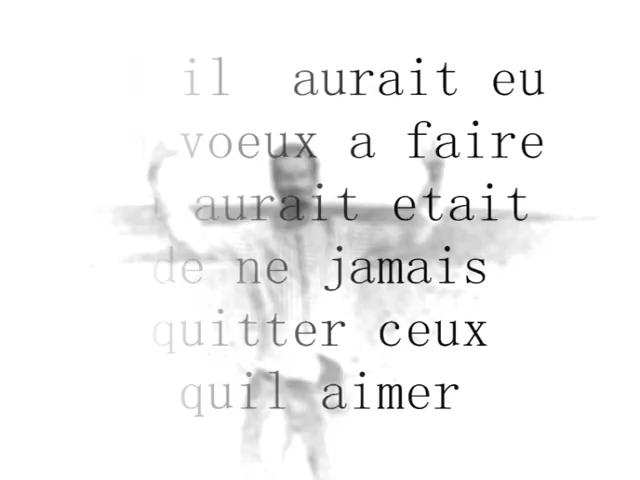 il aurait eu
voeux a faire
aurait etait
de ne jamais
quitter ceux
quil aimer